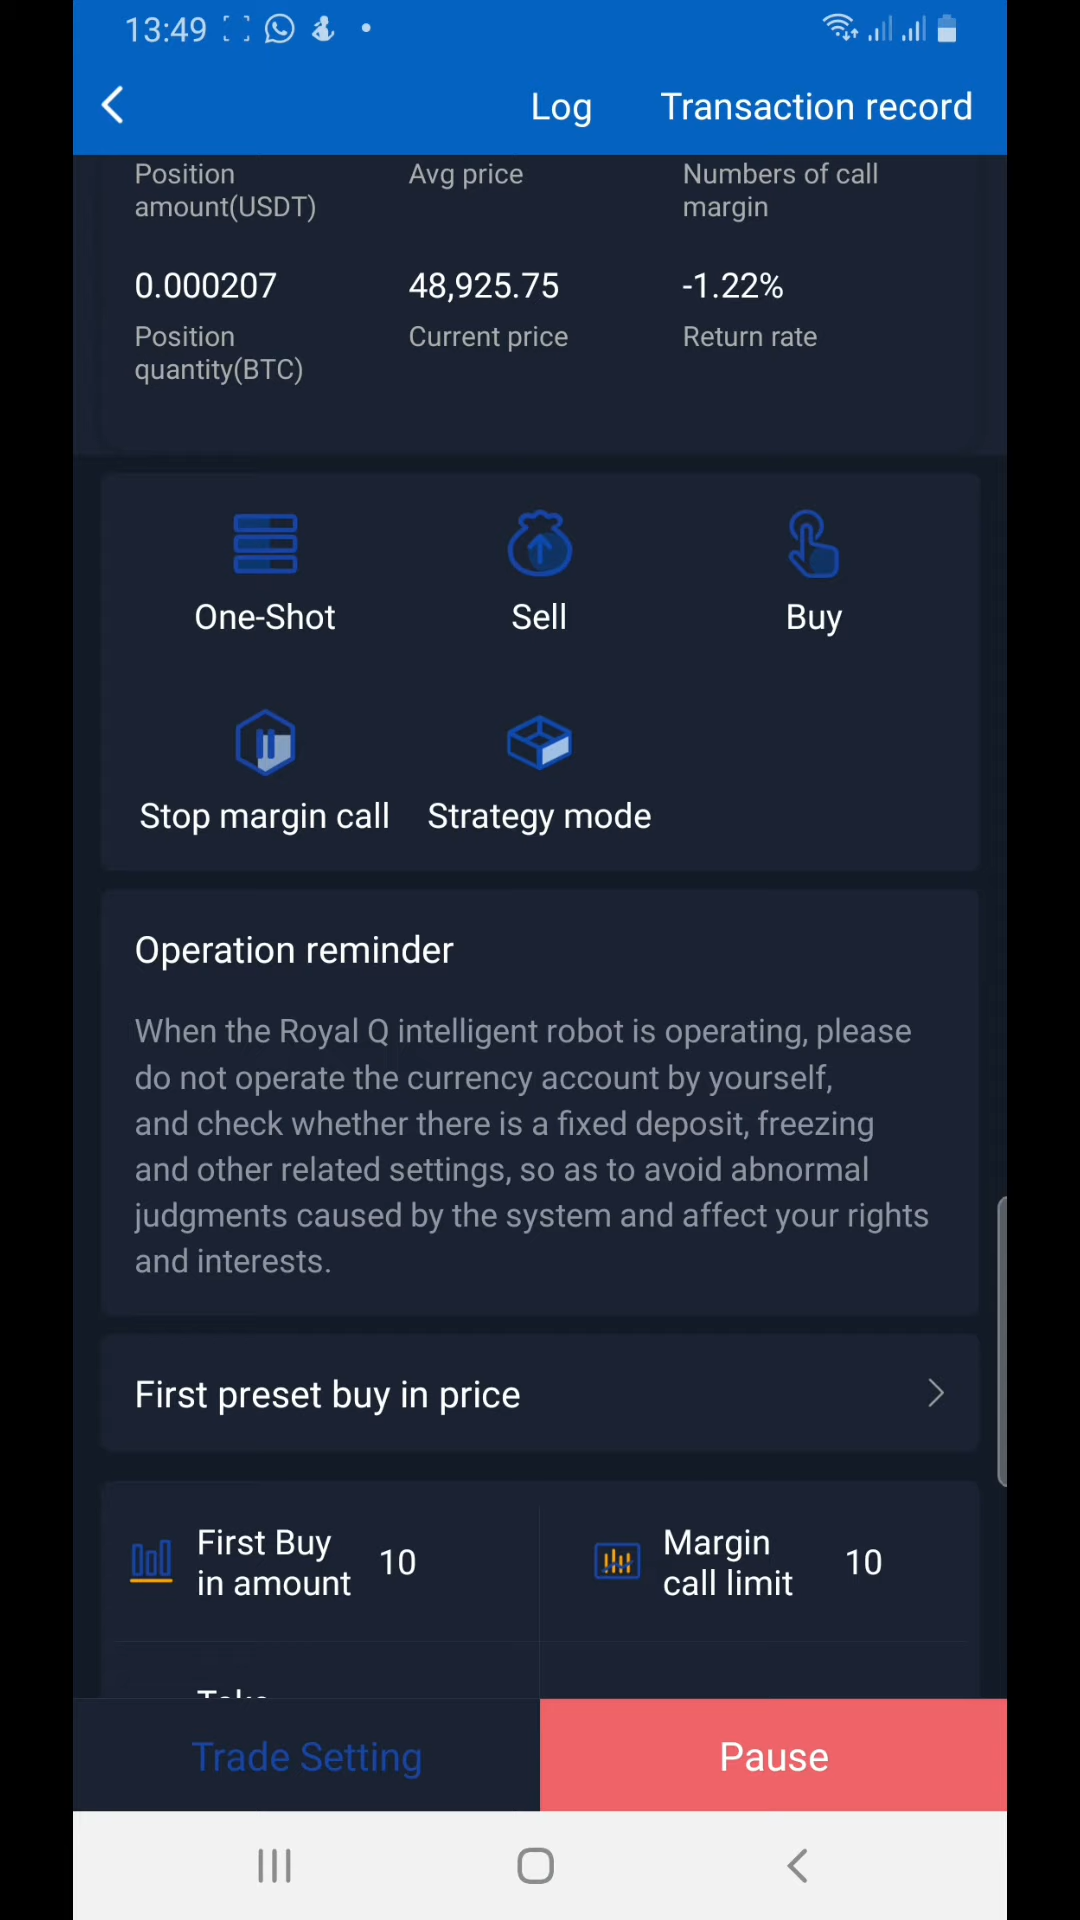 13:49
Log Transaction record
Position Avg price Numbers of call
amount(USDT) margin
0.000207 48,925.75 -1.22%
Position Current price Return rate
quantity(BTC)
One-Shot Sell Buy
Stop margin call Strategy mode
Operation reminder
When the Royal Q intelligent robot is operating, please
do not operate the currency account by yourself,
and check whether there is a fixed deposit, freezing
and other related settings, so as to avoid abnormal
judgments caused by the system and affect your rights
and interests.
First preset buy in price
First Buy
in amount 10
Margin
call limit 10
Trade Setting Pause